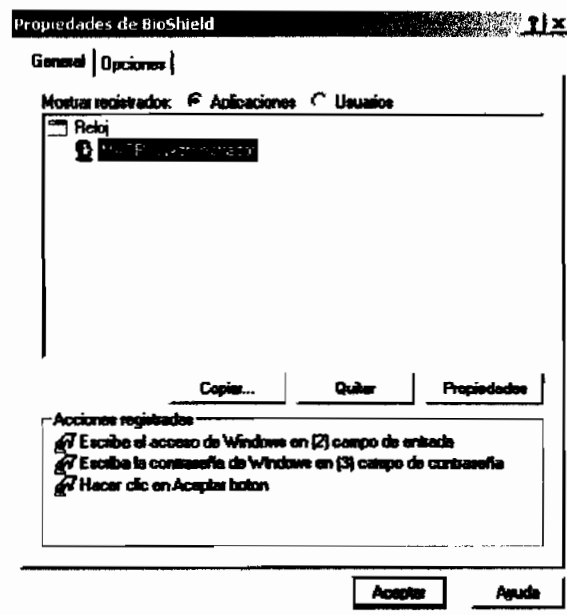 Propiedades de BioShield
General Opciones
Mostrar registrados: Aplicaciones Usuarios
Reloj
Copiar... Quitar Propiedades
Acciones registradas
Escribe el acceso de Windows en (2) campo de entrada
Escriba la contraseña de Windows en (3) campo de contraseña
Hacer clic en Aceptar boton
Aceptar Ayuda